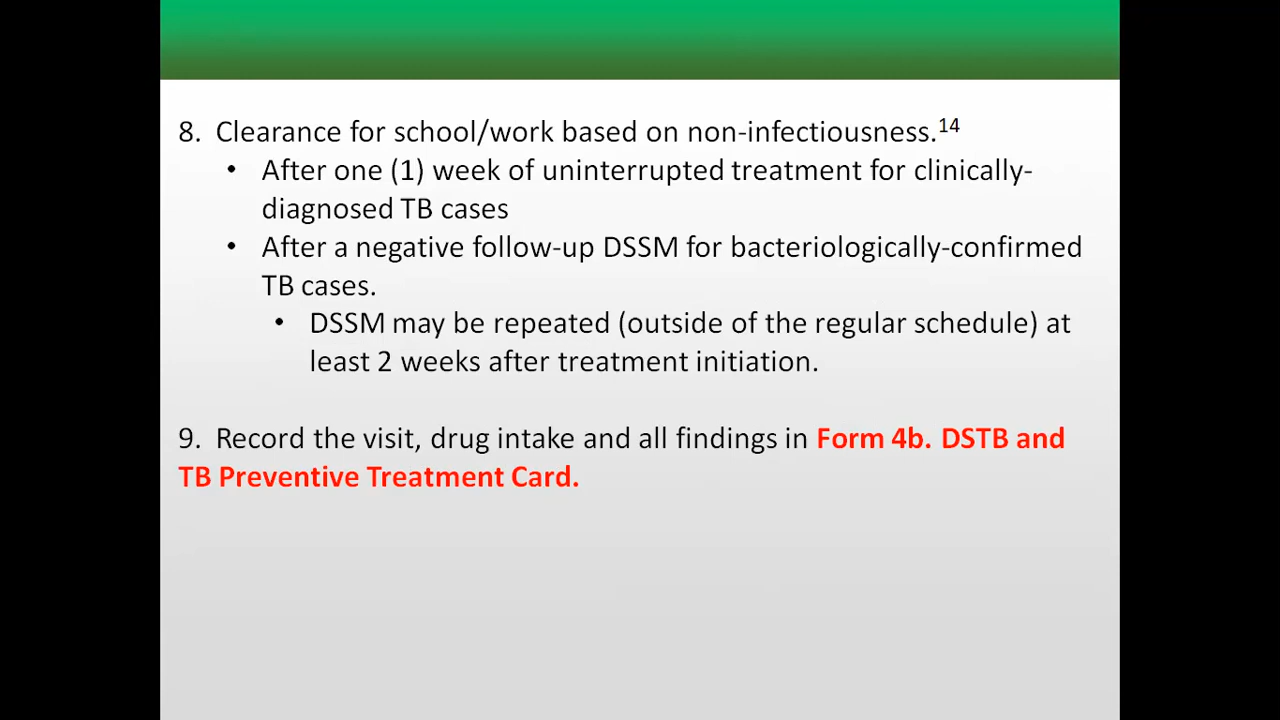 8. Clearance for school/work based on non-infectiousness.14
• After one (1) week of uninterrupted treatment for clinically-
diagnosed TB cases
• After a negative follow-up DSSM for bacteriologically-confirmed
TB cases.
• DSSM may be repeated (outside of the regular schedule) at
least 2 weeks after treatment initiation.
9. Record the visit, drug intake and all findings in Form 4b. DSTB and
TB Preventive Treatment Card.